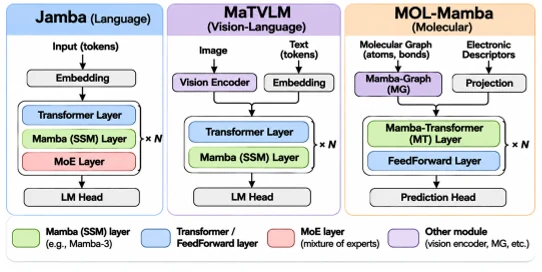 Jamba (Language)
Input (tokens)
Embedding
Transformer Layer
Mamba (SSM) Layer
MoE Layer
× N
LM Head
MaTVLM
(Vision-Language)
Image
Text
(tokens)
Vision Encoder
Embedding
Transformer Layer
Mamba (SSM) Layer
× N
LM Head
MOL-Mamba
(Molecular)
Molecular Graph
(atoms, bonds)
Electronic
Descriptors
Mamba-Graph
(MG)
Projection
Mamba-Transformer
(MT) Layer
FeedForward Layer
× N
Prediction Head
Mamba (SSM) layer
(e.g., Mamba-3)
Transformer /
FeedForward layer
MoE layer
(mixture of experts)
Other module
(vision encoder, MG, etc.)